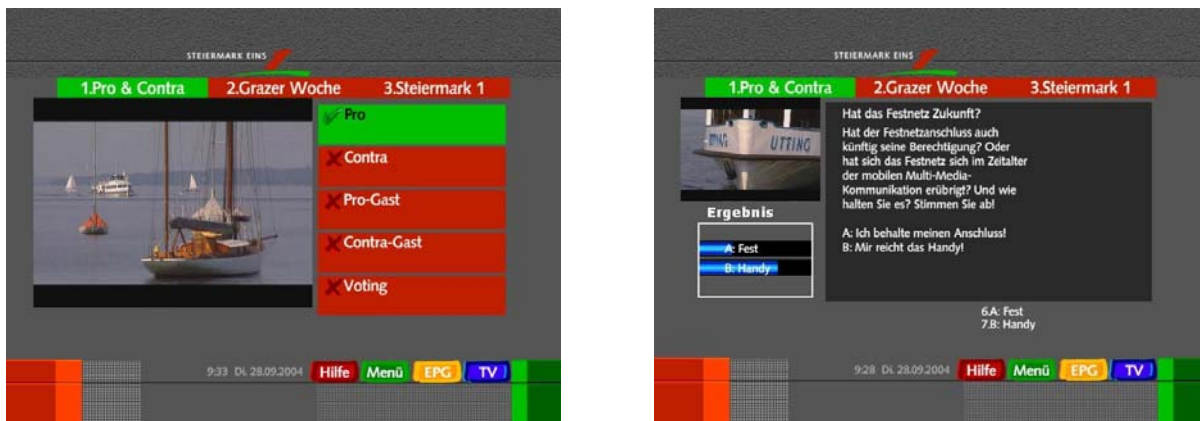 STEIERMARK EINS
1.Pro & Contra 2.Grazer Woche 3.Steiermark 1
Pro
Contra
Pro-Gast
Contra-Gast
Voting
9:33 Di. 28.09.2004 Hilfe Menü EPG TV
STEIERMARK EINS
1.Pro & Contra 2.Grazer Woche 3.Steiermark 1
UTTING
Hat das Festnetz Zukunft?
Hat der Festnetzanschluss auch
künftig seine Berechtigung? Oder
hat sich das Festnetz sich im Zeitalter
der mobilen Multi-Media-
Kommunikation erübrigt? Und wie
halten Sie es? Stimmen Sie ab!
A: Ich behalte meinen Anschluss!
B: Mir reicht das Handy!
Ergebnis
A: Fest
B: Handy
6.A: Fest
7.B: Handy
9:28 Di. 28.09.2004 Hilfe Menü EPG TV